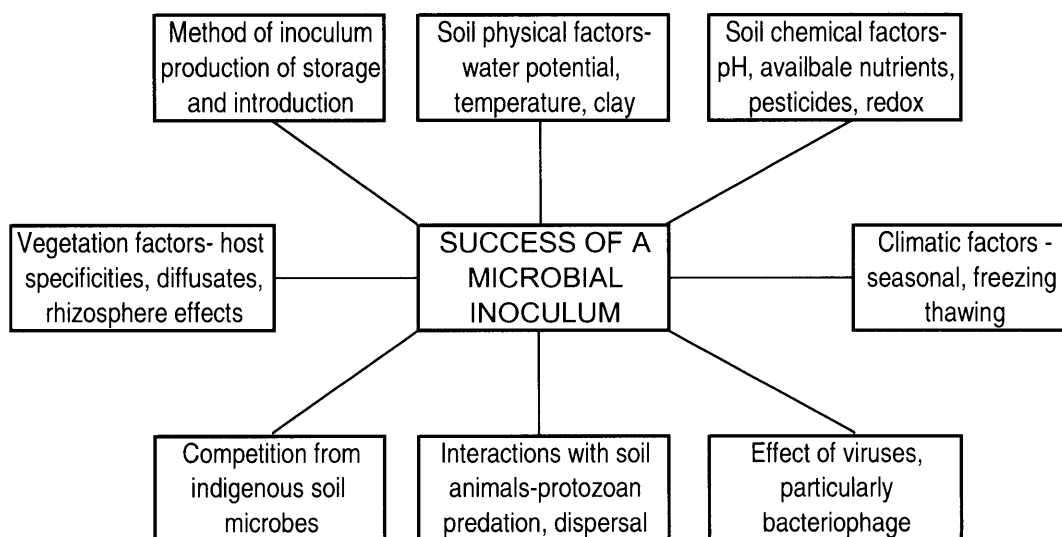 Method of inoculum
production of storage
and introduction
Soil physical factors-
water potential,
temperature, clay
Soil chemical factors-
pH, availbale nutrients,
pesticides, redox
Vegetation factors- host
specificities, diffusates,
rhizosphere effects
SUCCESS OF A
MICROBIAL
INOCULUM
Climatic factors -
seasonal, freezing
thawing
Competition from
indigenous soil
microbes
Interactions with soil
animals-protozoan
predation, dispersal
Effect of viruses,
particularly
bacteriophage